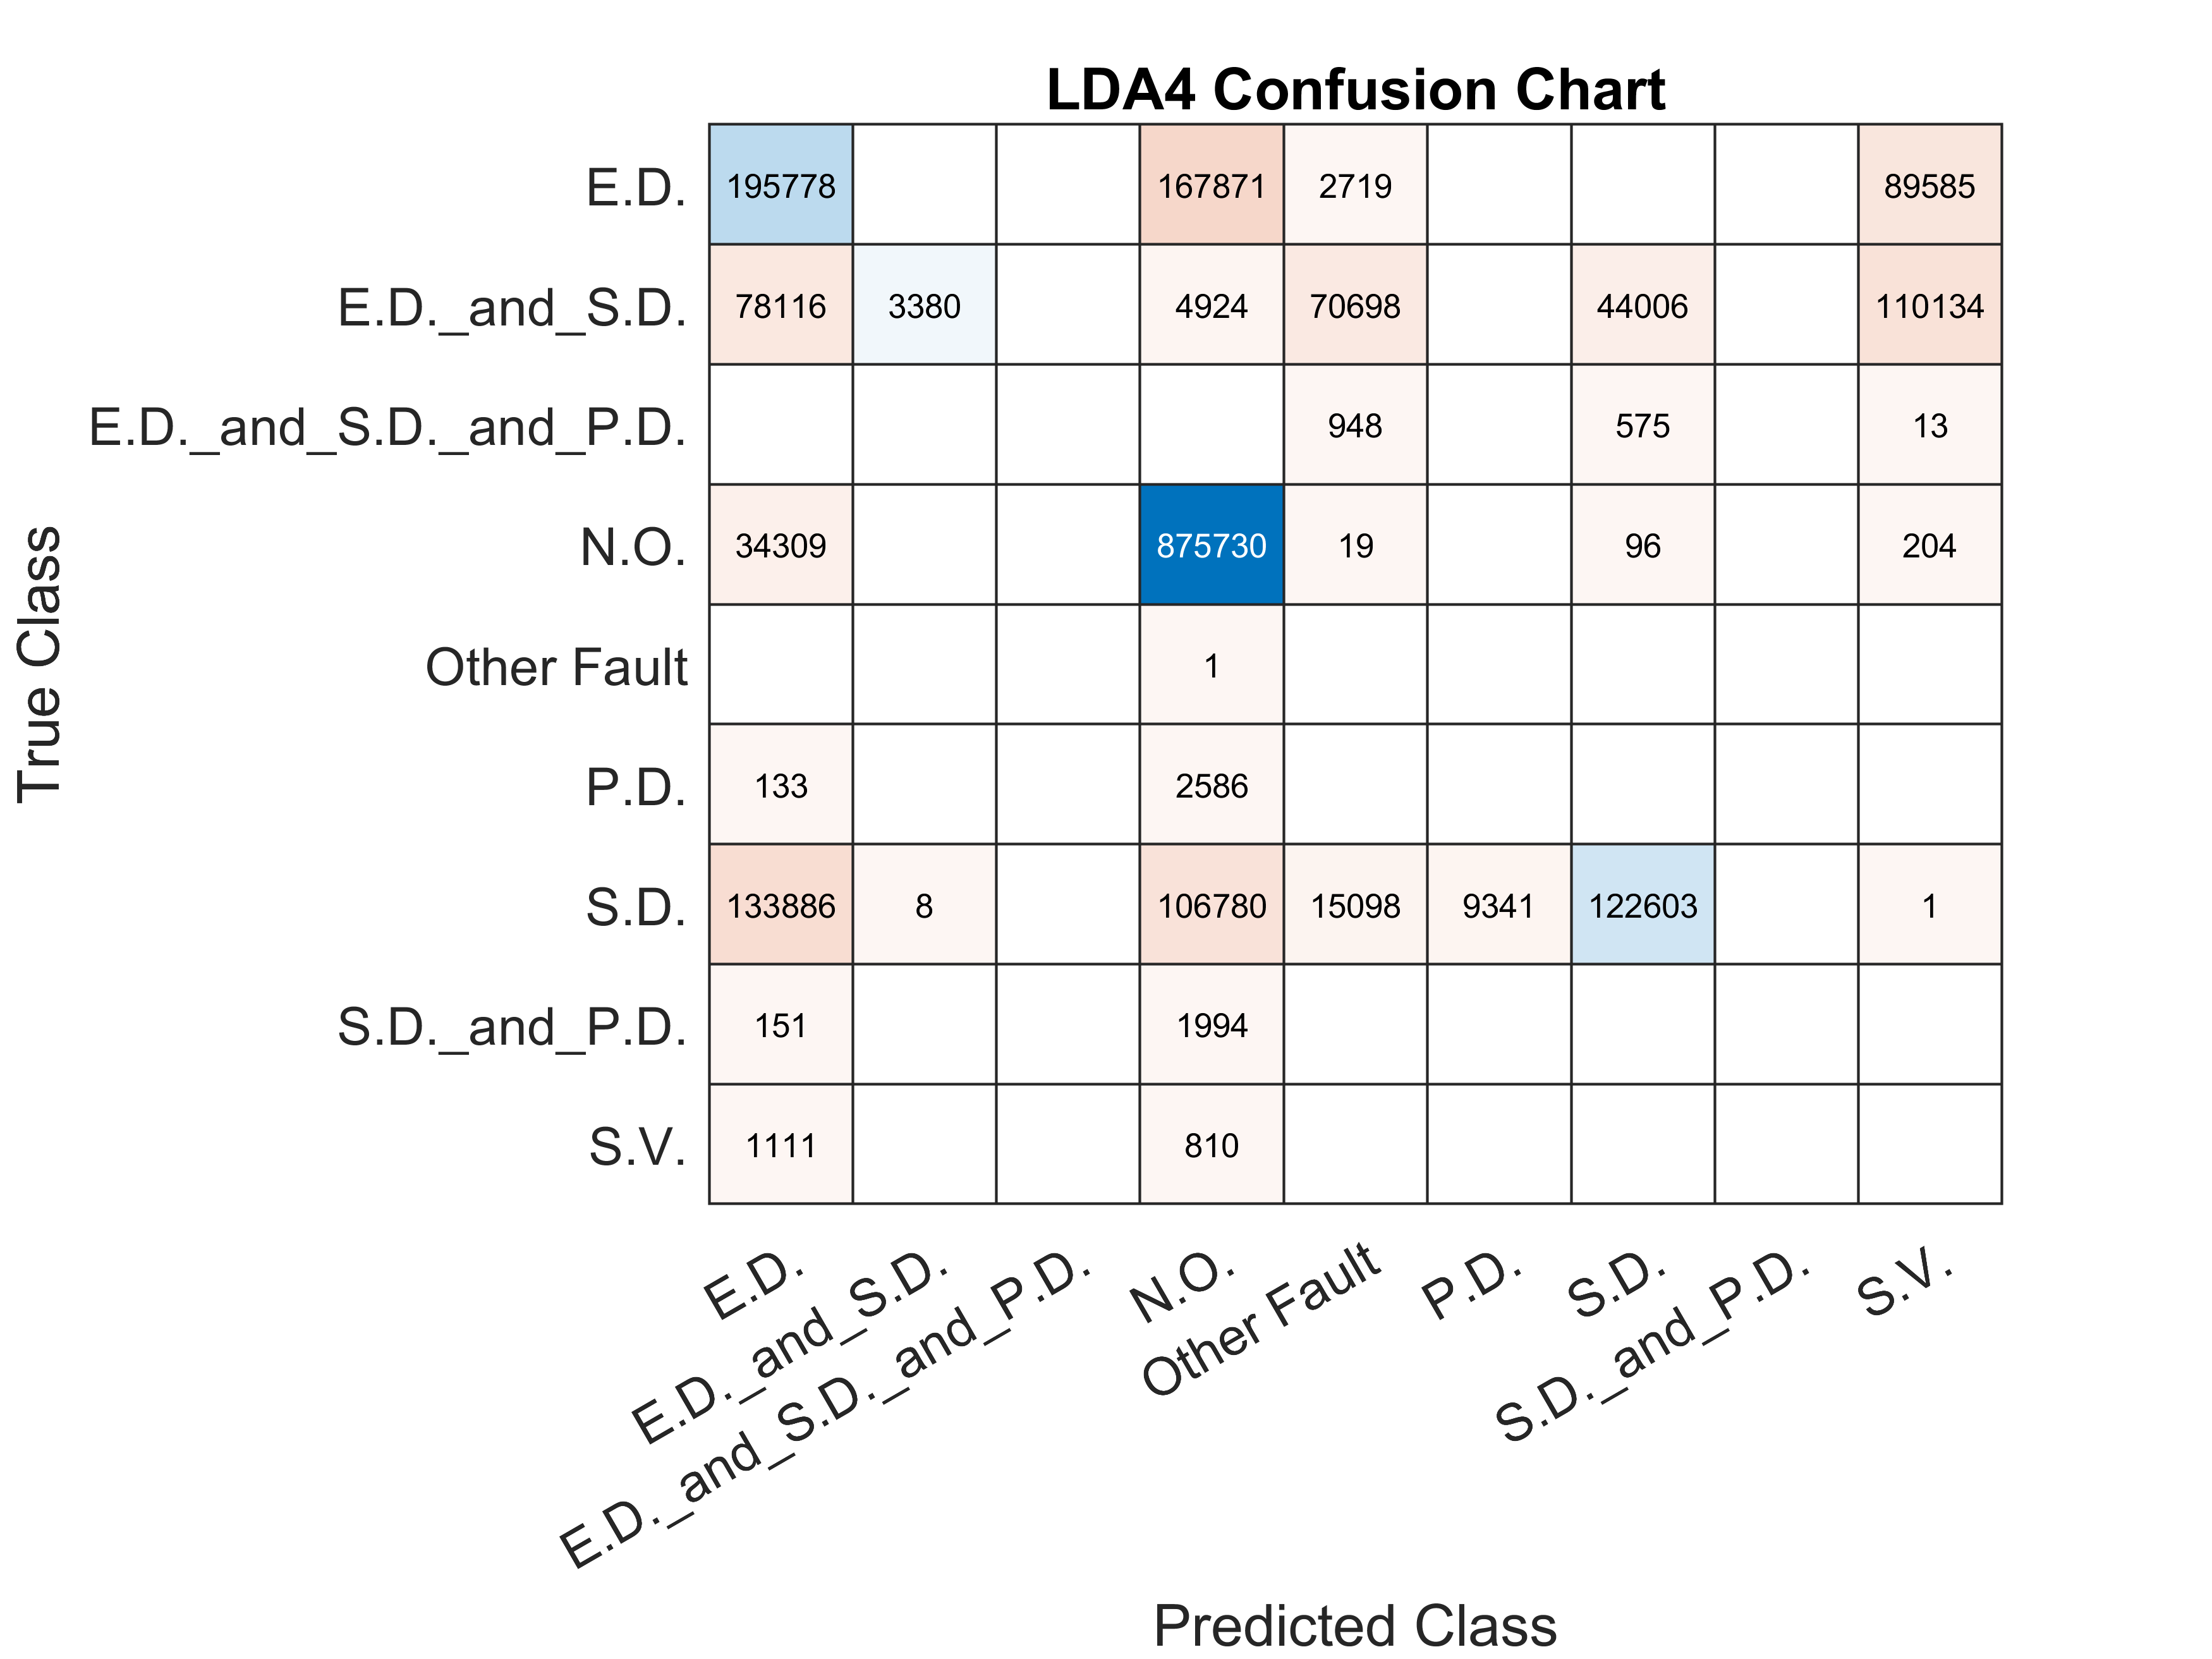 LDA4 Confusion Chart
True Class
E.D. 195778 167871 2719 89585
E.D._and_S.D. 78116 3380 4924 70698 44006 110134
E.D._and_S.D._and_P.D. 948 575 13
N.O. 34309 875730 19 96 204
Other Fault 1
P.D. 133 2586
S.D. 133886 8 106780 15098 9341 122603 1
S.D._and_P.D. 151 1994
S.V. 1111 810
E.D.
E.D._and_S.D.
E.D._and_S.D._and_P.D.
N.O.
Other Fault
P.D.
S.D.
S.D._and_P.D.
S.V.
Predicted Class